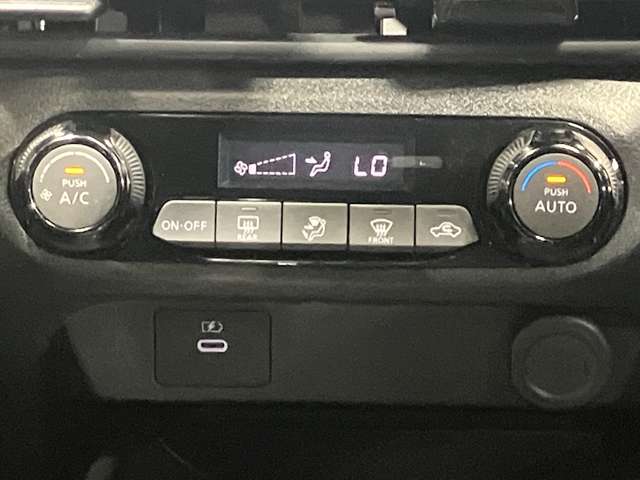 LO
PUSH
A/C
PUSH
AUTO
ON·OFF
REAR
FRONT